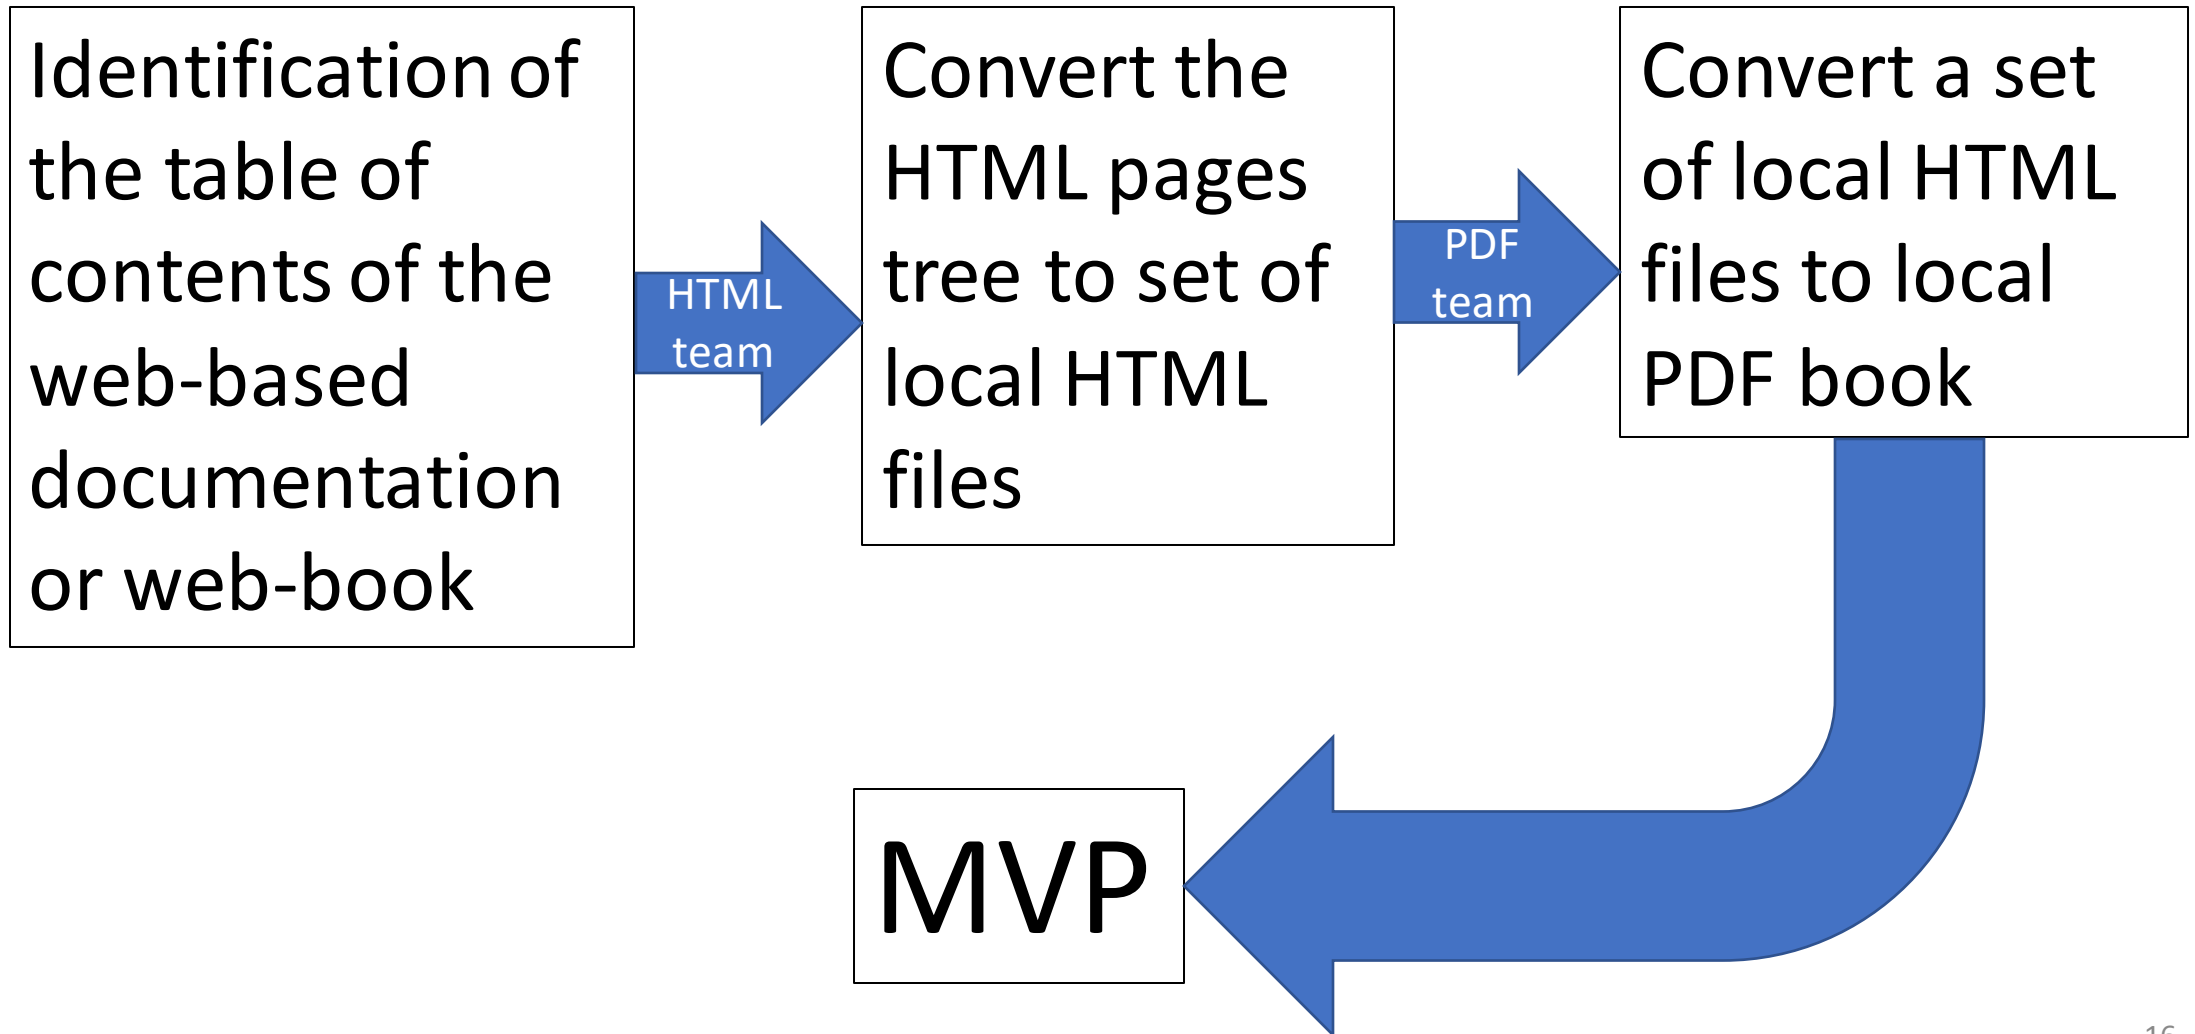 Identification of
the table of
contents of the
web-based
documentation
or web-book
HTML
team
Convert the
HTML pages
tree to set of
local HTML
files
PDF
team
Convert a set
of local HTML
files to local
PDF book
MVP
16